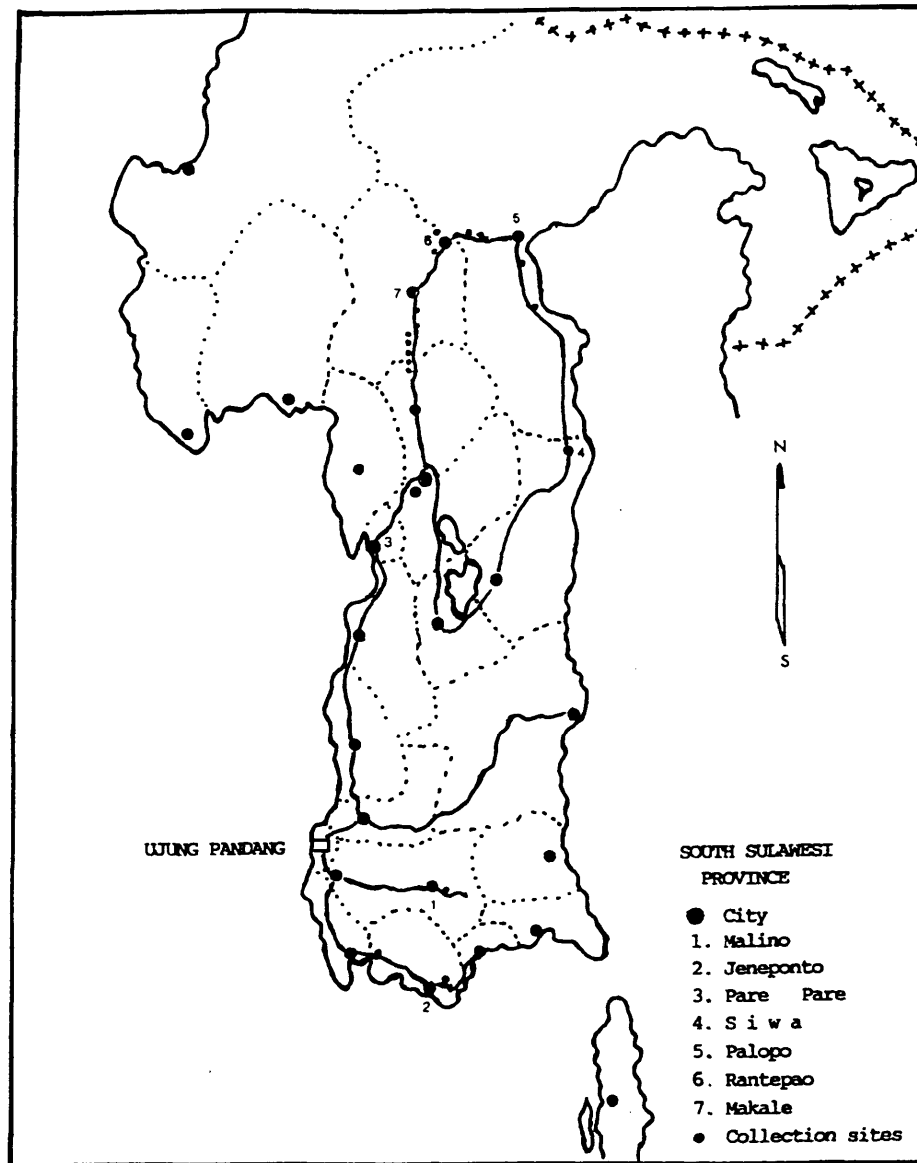 5
6
7
4
N
3
S
UJUNG PANDANG
SOUTH SULAWESI
PROVINCE
City
1. Malino
2. Jeneponto
3. Pare Pare
4. S i w a
5. Palopo
6. Rantepao
7. Makale
Collection sites
1
2